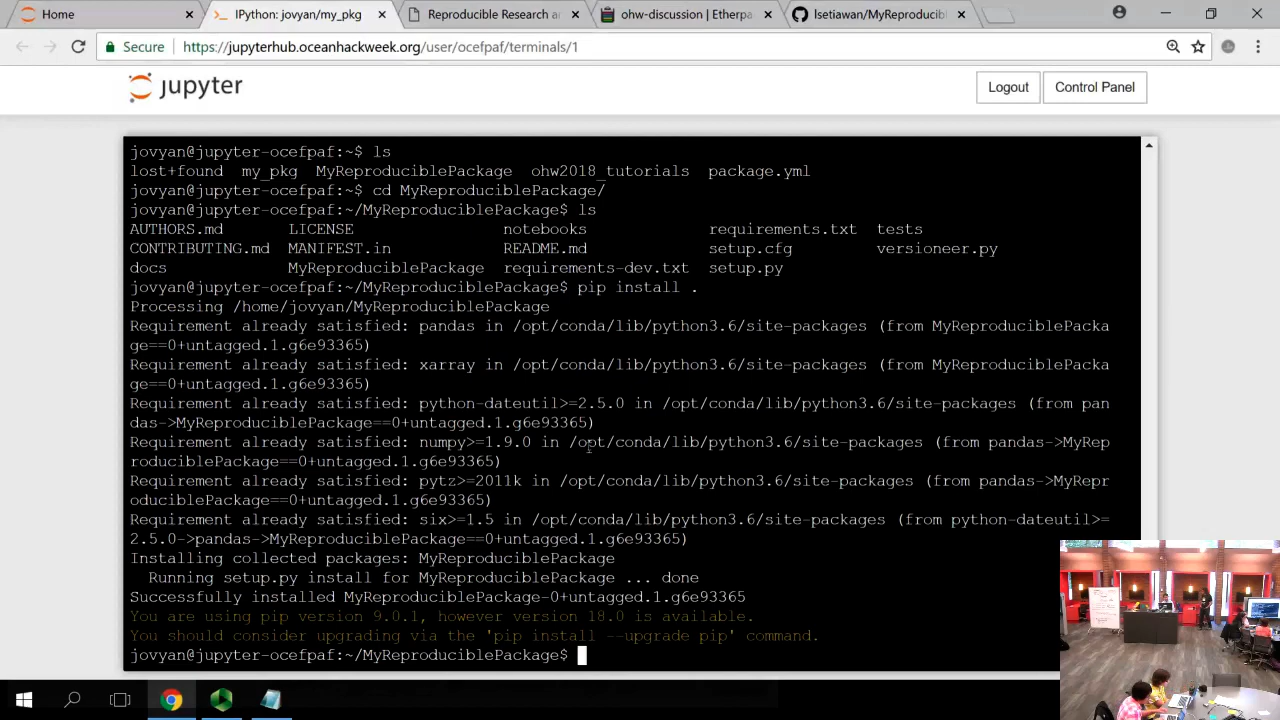 Home
IPython: jovyan/my_pkg
Reproducible Research a
ohw-discussion | Etherpa
lsetiawan/MyReproducibl
Secure https://jupyterhub.oceanhackweek.org/user/ocefpaf/terminals/1
jupyter
Logout
Control Panel
jovyan@jupyter-ocefpaf:~$ ls
lost+found my_pkg MyReproduciblePackage ohw2018_tutorials package.yml
jovyan@jupyter-ocefpaf:~$ cd MyReproduciblePackage/
jovyan@jupyter-ocefpaf:~/MyReproduciblePackage$ ls
AUTHORS.md LICENSE notebooks requirements.txt tests
CONTRIBUTING.md MANIFEST.in README.md setup.cfg versioneer.py
docs MyReproduciblePackage requirements-dev.txt setup.py
jovyan@jupyter-ocefpaf:~/MyReproduciblePackage$ pip install .
Processing /home/jovyan/MyReproduciblePackage
Requirement already satisfied: pandas in /opt/conda/lib/python3.6/site-packages (from MyReproduciblePacka
ge==0+untagged.1.g6e93365)
Requirement already satisfied: xarray in /opt/conda/lib/python3.6/site-packages (from MyReproduciblePacka
ge==0+untagged.1.g6e93365)
Requirement already satisfied: python-dateutil>=2.5.0 in /opt/conda/lib/python3.6/site-packages (from pan
das->MyReproduciblePackage==0+untagged.1.g6e93365)
Requirement already satisfied: numpy>=1.9.0 in /opt/conda/lib/python3.6/site-packages (from pandas->MyRep
roduciblePackage==0+untagged.1.g6e93365)
Requirement already satisfied: pytz>=2011k in /opt/conda/lib/python3.6/site-packages (from pandas->MyRepr
oduciblePackage==0+untagged.1.g6e93365)
Requirement already satisfied: six>=1.5 in /opt/conda/lib/python3.6/site-packages (from python-dateutil>=
2.5.0->pandas->MyReproduciblePackage==0+untagged.1.g6e93365)
Installing collected packages: MyReproduciblePackage
Running setup.py install for MyReproduciblePackage ... done
Successfully installed MyReproduciblePackage-0+untagged.1.g6e93365
You are using pip version 9.0.1, however version 18.0 is available.
You should consider upgrading via the 'pip install --upgrade pip' command.
jovyan@jupyter-ocefpaf:~/MyReproduciblePackage$